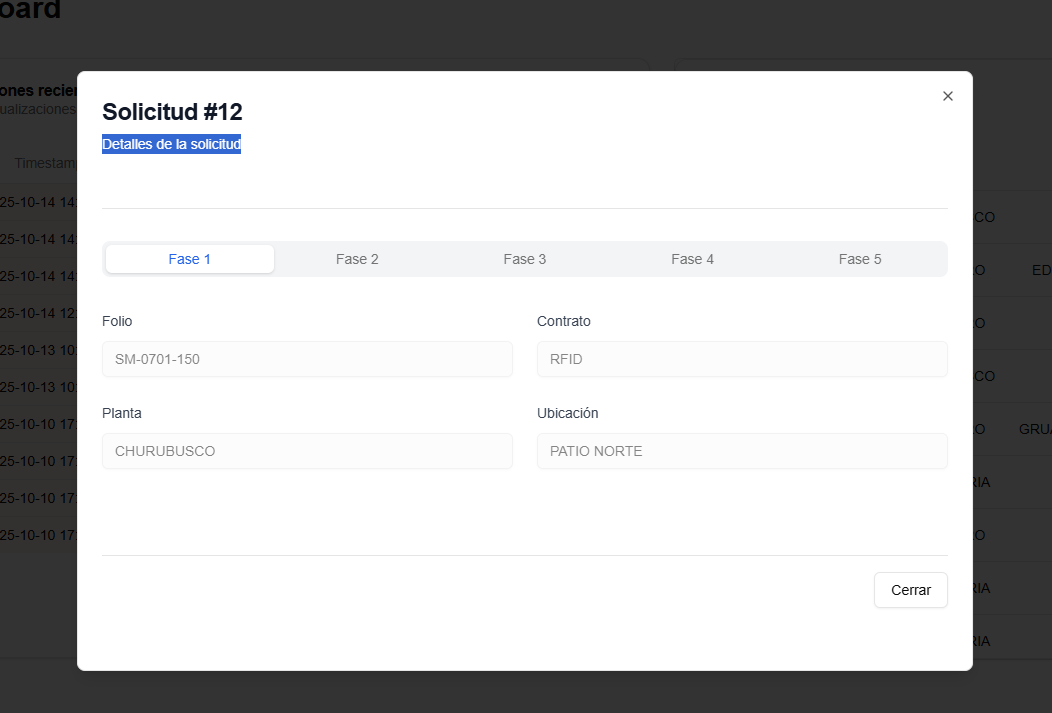 oard
ones recien
ualizaciones
Timestam
25-10-14 14:
25-10-14 14:
25-10-14 14:
25-10-14 12:
25-10-13 10:
25-10-13 10:
25-10-10 17:
25-10-10 17:
25-10-10 17:
25-10-10 17:
Solicitud #12
Detalles de la solicitud
Fase 1 Fase 2 Fase 3 Fase 4 Fase 5
Folio Contrato
SM-0701-150 RFID
Planta Ubicación
CHURUBUSCO PATIO NORTE
Cerrar
CO
O ED
O
CO
O GRUA
RIA
O
RIA
RIA